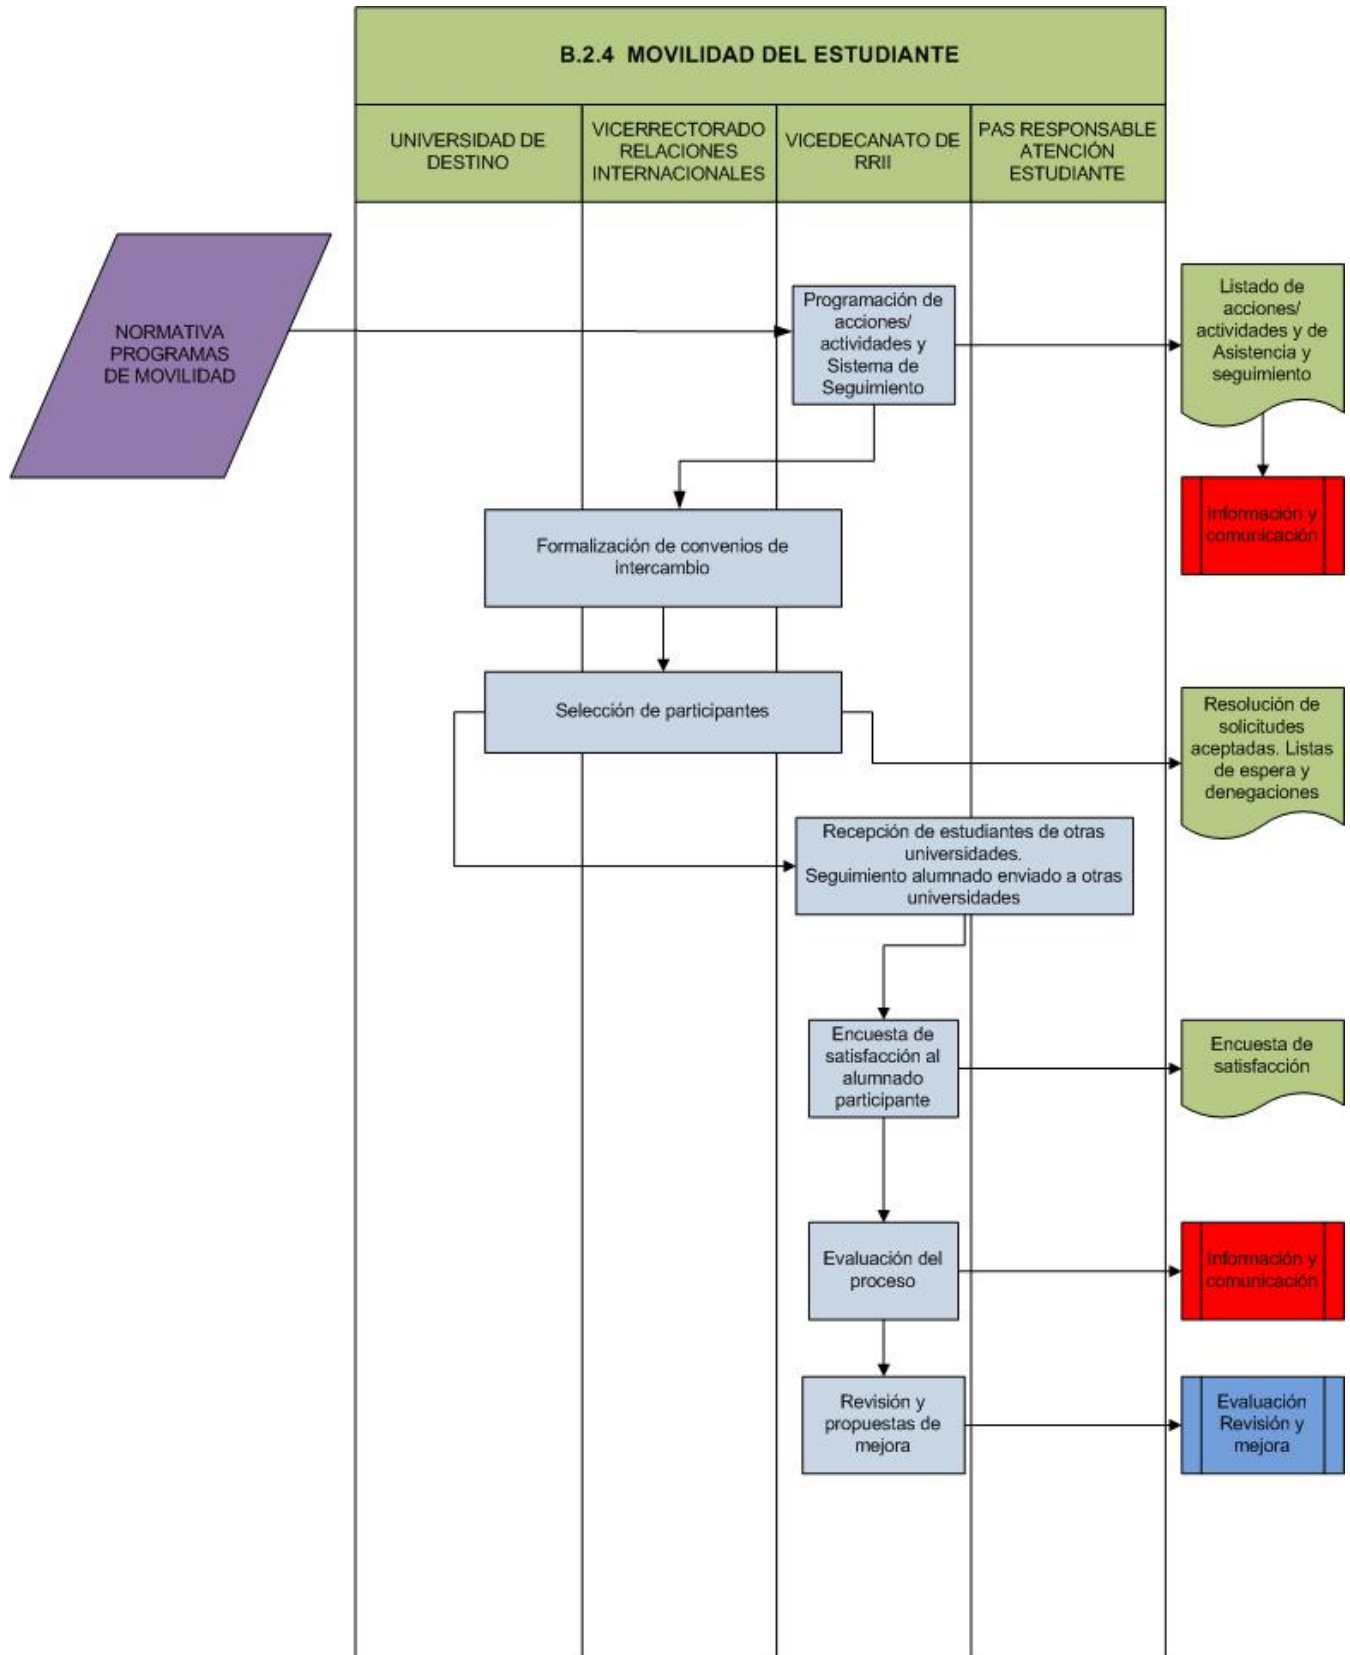 B.2.4 MOVILIDAD DEL ESTUDIANTE
UNIVERSIDAD DE
DESTINO
VICERRECTORADO
RELACIONES
INTERNACIONALES
VICEDECANATO DE
RRII
PAS RESPONSABLE
ATENCIÓN
ESTUDIANTE
NORMATIVA
PROGRAMAS
DE MOVILIDAD
Programación de
acciones/
actividades y
Sistema de
Seguimiento
Listado de
acciones/
actividades y de
Asistencia y
seguimiento
Información y
comunicación
Formalización de convenios de
intercambio
Selección de participantes
Resolución de
solicitudes
aceptadas. Listas
de espera y
denegaciones
Recepción de estudiantes de otras
universidades.
Seguimiento alumnado enviado a otras
universidades
Encuesta de
satisfacción al
alumnado
participante
Encuesta de
satisfacción
Evaluación del
proceso
Información y
comunicación
Revisión y
propuestas de
mejora
Evaluación
Revisión y
mejora